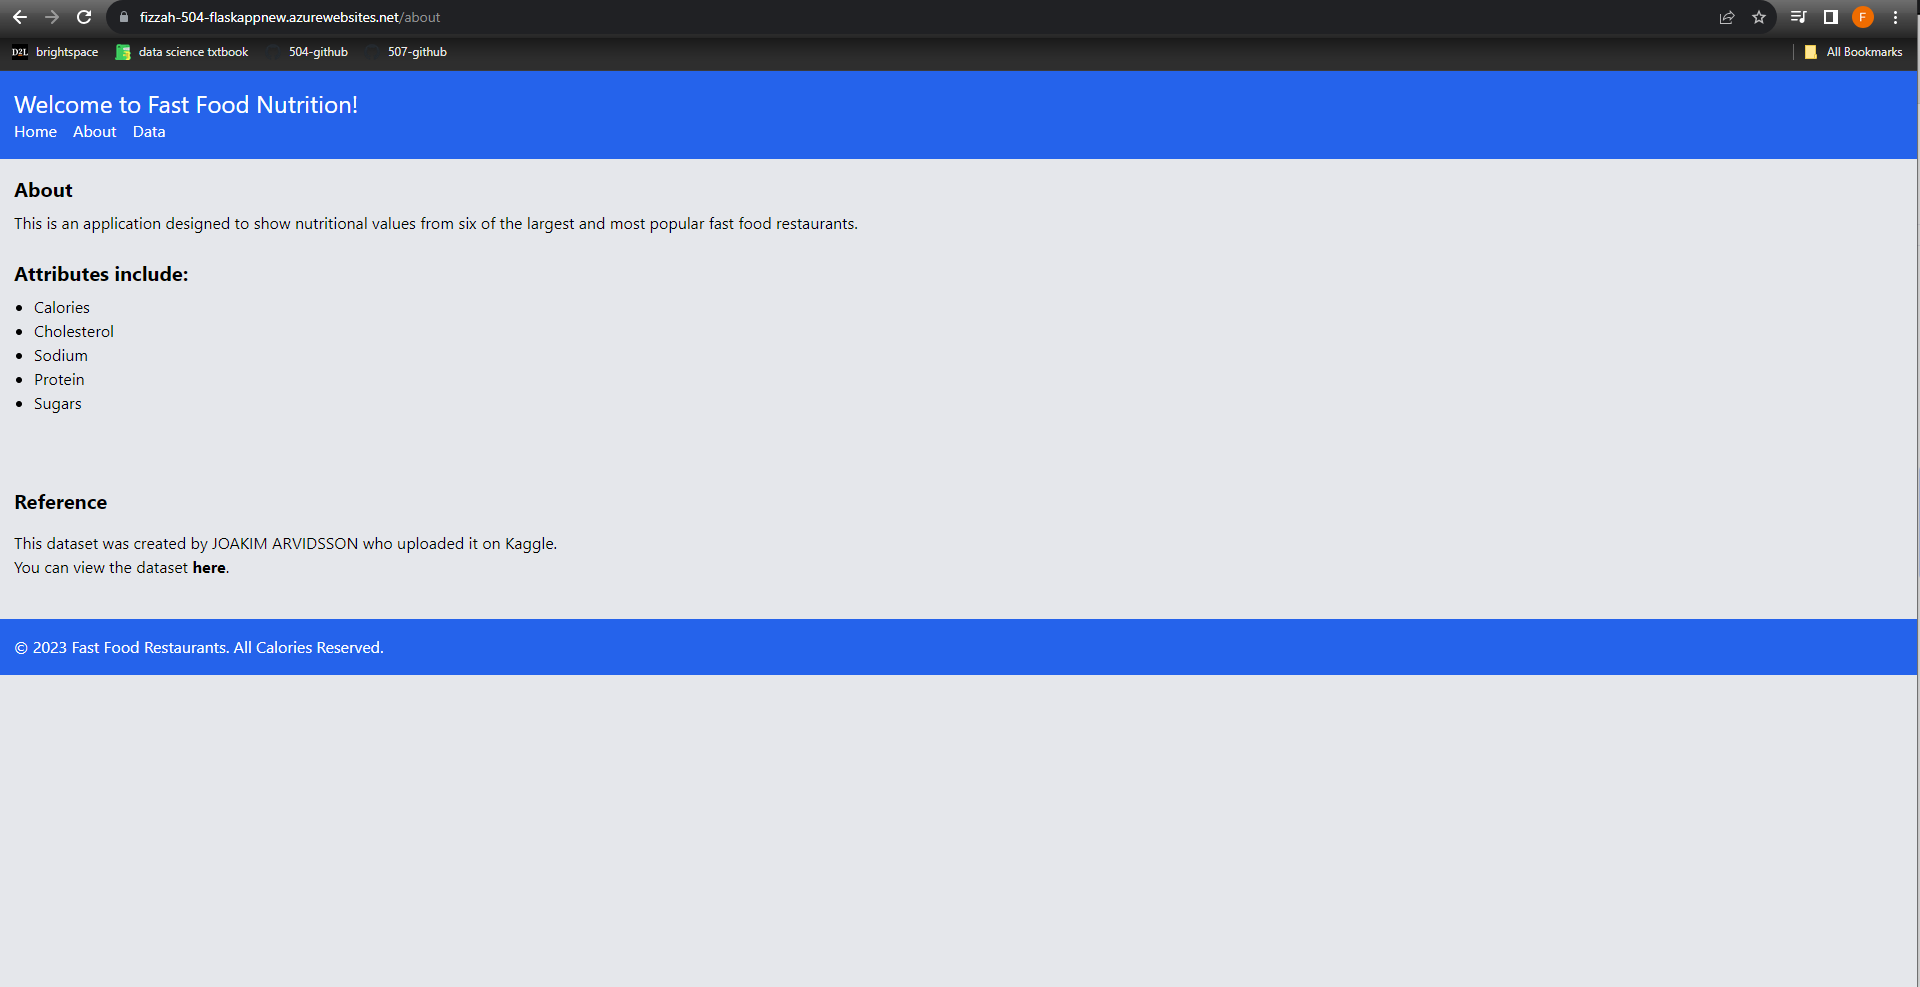 fizzah-504-flaskappnew.azurewebsites.net/about
F
D2L brightspace data science txtbook 504-github 507-github All Bookmarks
Welcome to Fast Food Nutrition!
Home About Data
About
This is an application designed to show nutritional values from six of the largest and most popular fast food restaurants.
Attributes include:
• Calories
• Cholesterol
• Sodium
• Protein
• Sugars
Reference
This dataset was created by JOAKIM ARVIDSSON who uploaded it on Kaggle.
You can view the dataset here.
© 2023 Fast Food Restaurants. All Calories Reserved.